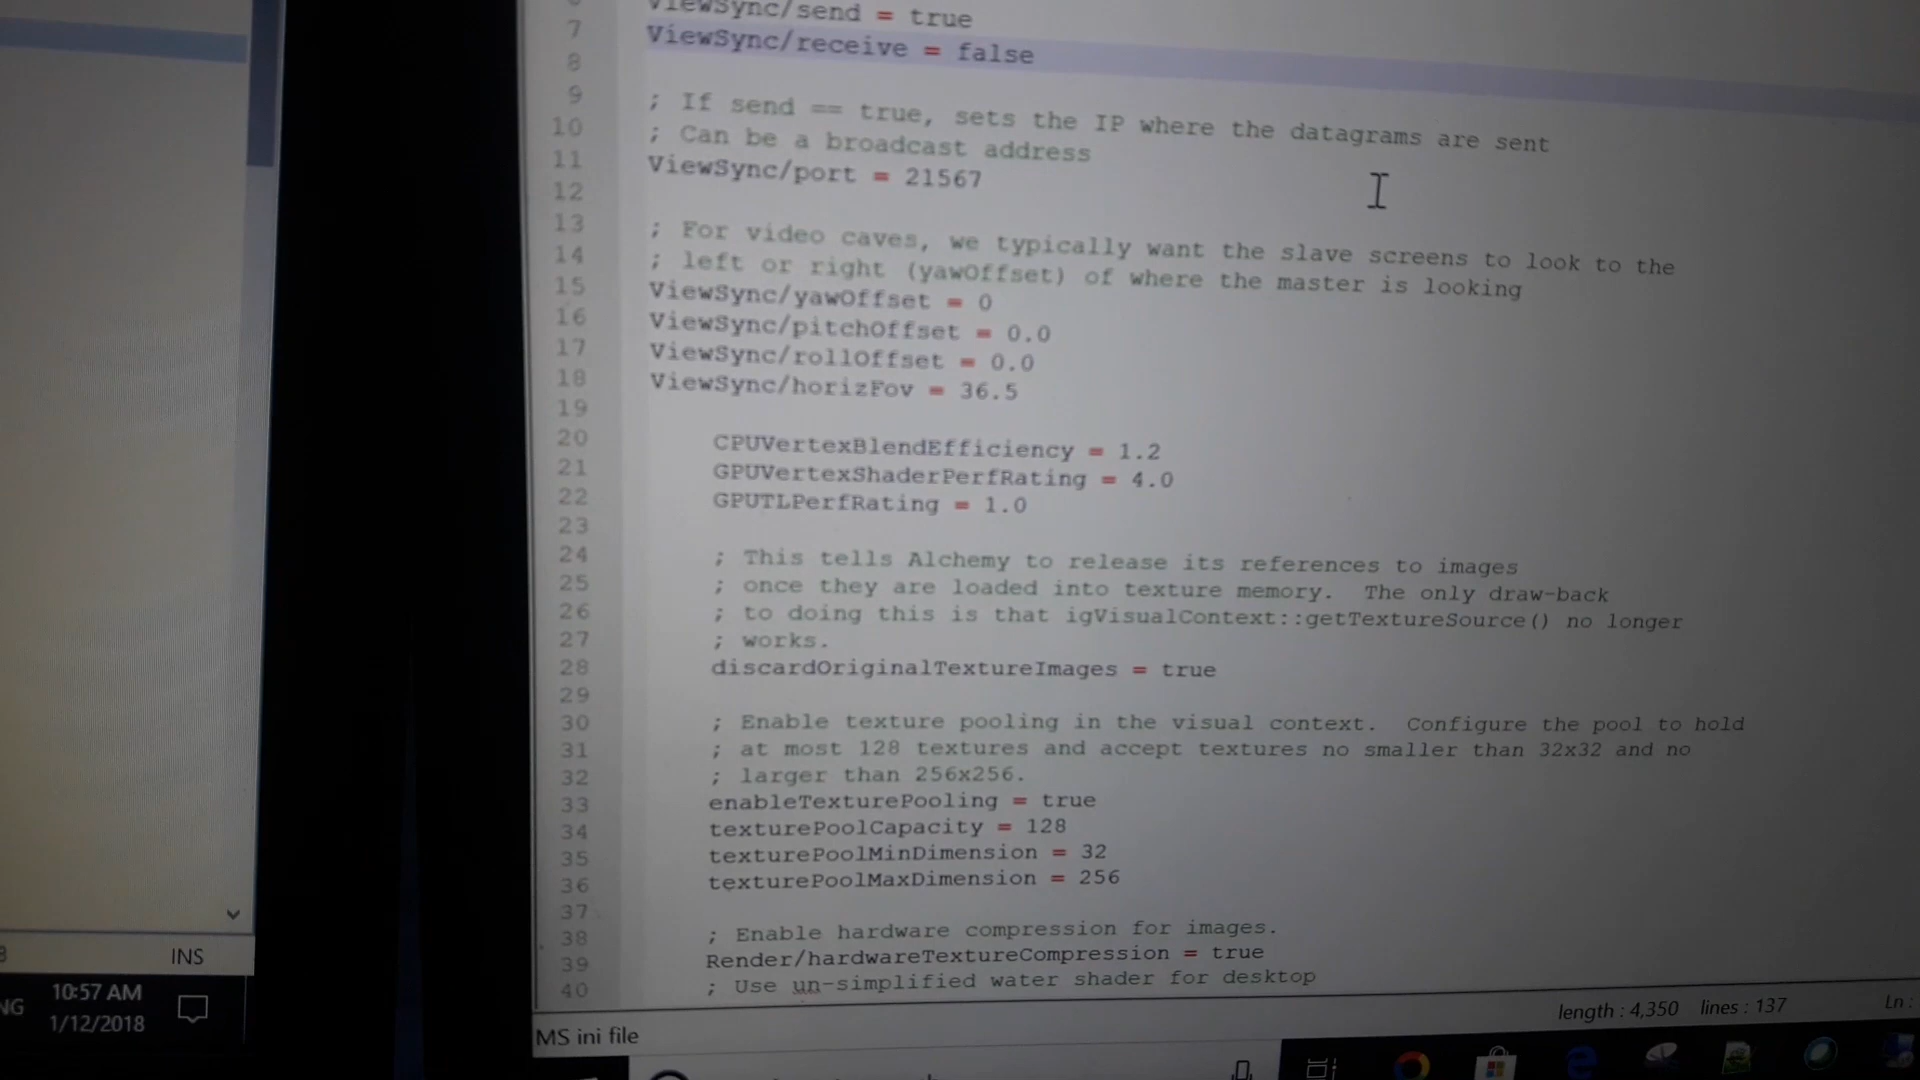 ViewSync/send = true
7 ViewSync/receive = false
8
9 ; If send == true, sets the IP where the datagrams are sent
10 ; Can be a broadcast address
11 ViewSync/port = 21567
12
13 ; For video caves, we typically want the slave screens to look to the
14 ; left or right (yawOffset) of where the master is looking
15 ViewSync/yawOffset = 0
16 ViewSync/pitchOffset = 0.0
17 ViewSync/rollOffset = 0.0
18 ViewSync/horizFov = 36.5
19
20 CPUVertexBlendEfficiency = 1.2
21 GPUVertexShaderPerfRating = 4.0
22 GPUTLPerfRating = 1.0
23
24 ; This tells Alchemy to release its references to images
25 ; once they are loaded into texture memory. The only draw-back
26 ; to doing this is that igVisualContext::getTextureSource() no longer
27 ; works.
28 discardOriginalTextureImages = true
29
30 ; Enable texture pooling in the visual context. Configure the pool to hold
31 ; at most 128 textures and accept textures no smaller than 32x32 and no
32 ; larger than 256x256.
33 enableTexturePooling = true
34 texturePoolCapacity = 128
35 texturePoolMinDimension = 32
36 texturePoolMaxDimension = 256
37
38 ; Enable hardware compression for images.
39 Render/hardwareTextureCompression = true
40 ; Use un-simplified water shader for desktop
MS ini file
length : 4,350 lines : 137 Ln :
INS
NG 10:57 AM
1/12/2018